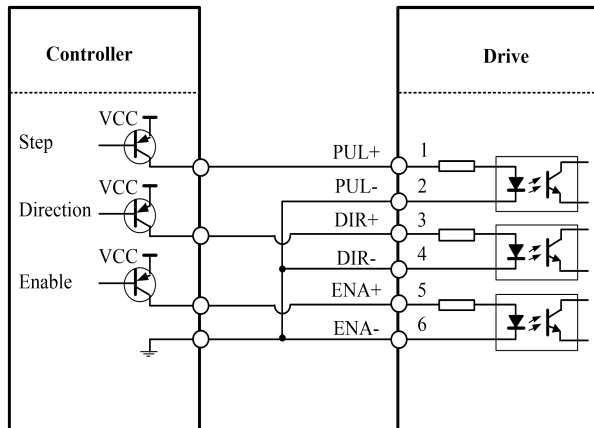 Controller
Drive
VCC
Step
PUL+
1
PUL-
2
VCC
Direction
DIR+
3
DIR-
4
VCC
Enable
ENA+
5
ENA-
6